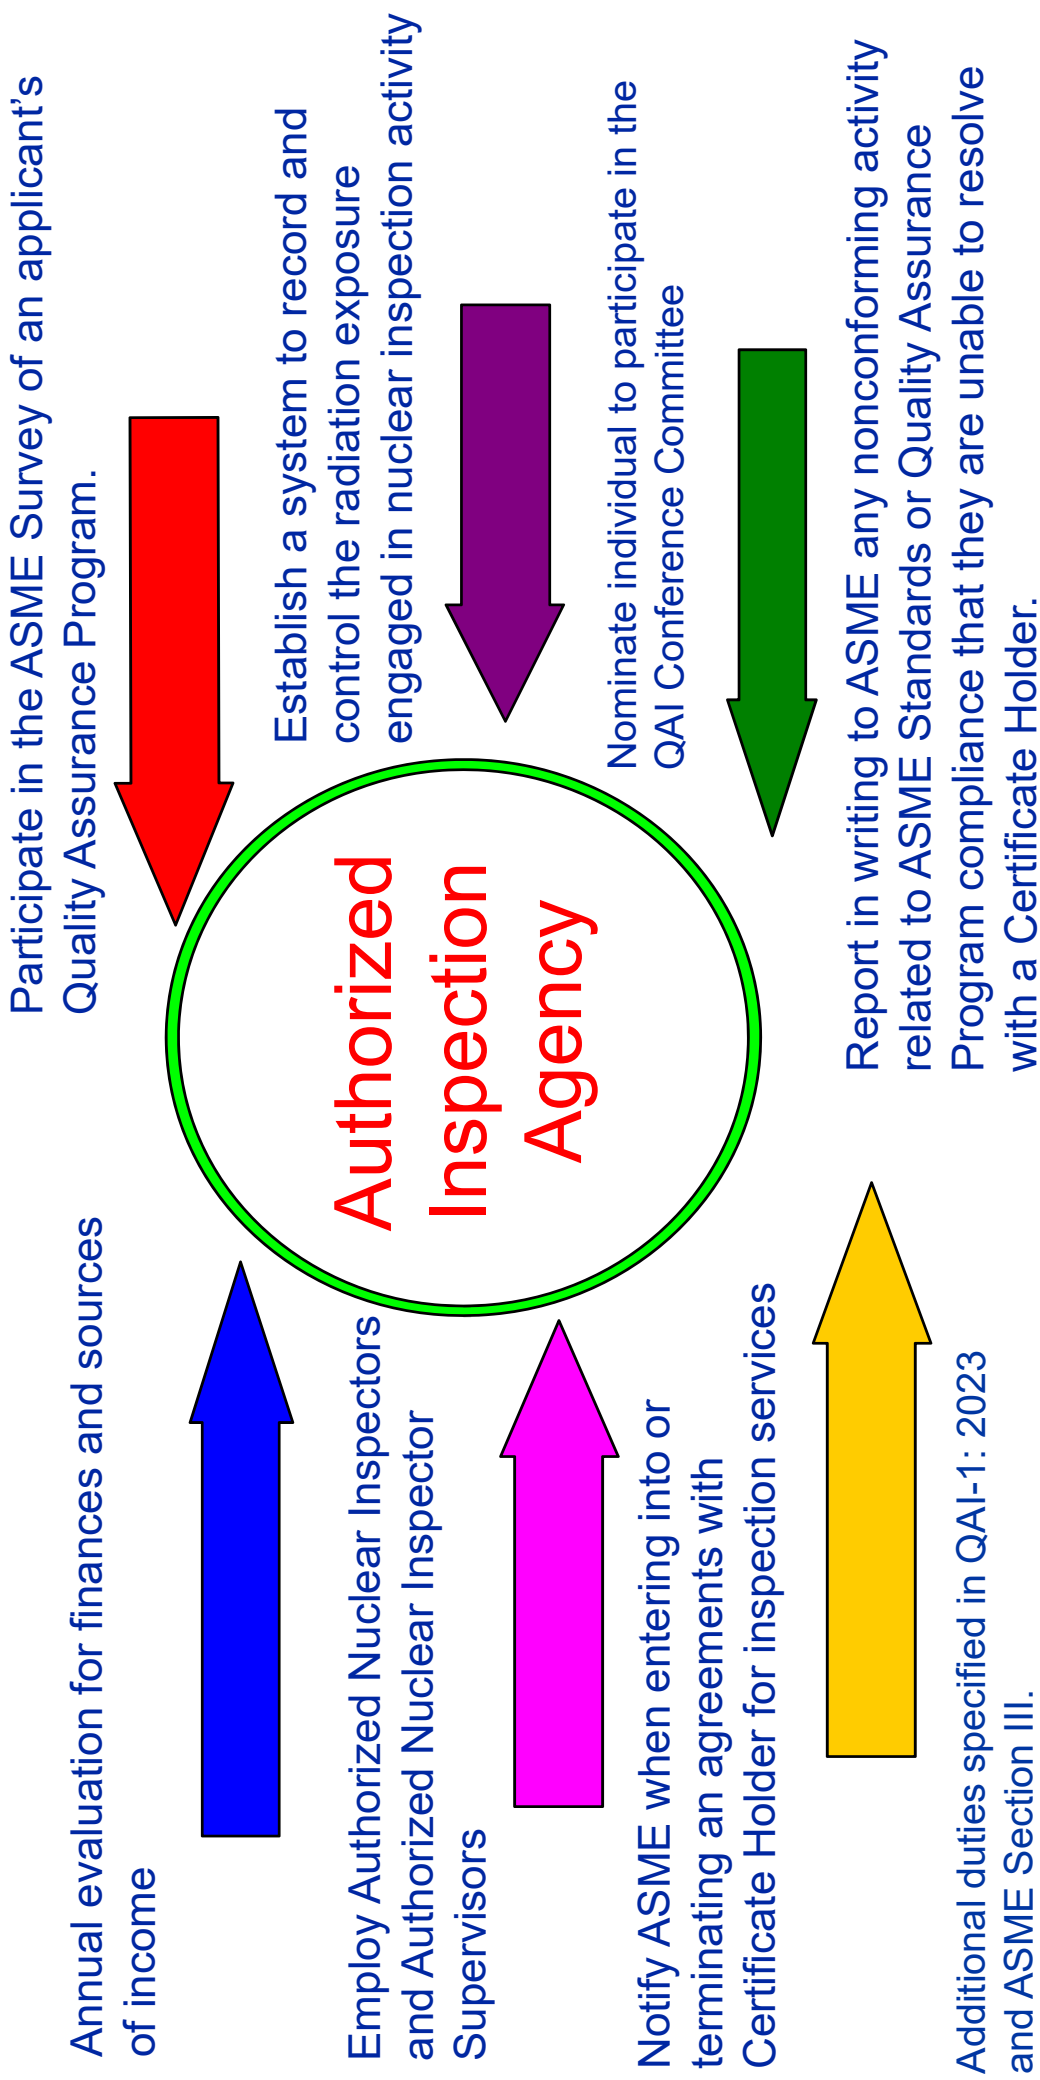 Annual evaluation for finances and sources
of income
Employ Authorized Nuclear Inspectors
and Authorized Nuclear Inspector
Supervisors
Notify ASME when entering into or
terminating an agreements with
Certificate Holder for inspection services
Additional duties specified in QAI-1: 2023
and ASME Section III.
Authorized
Inspection
Agency
Participate in the ASME Survey of an applicant's
Quality Assurance Program.
Establish a system to record and
control the radiation exposure
engaged in nuclear inspection activity
Nominate individual to participate in the
QAI Conference Committee
Report in writing to ASME any nonconforming activity
related to ASME Standards or Quality Assurance
Program compliance that they are unable to resolve
with a Certificate Holder.